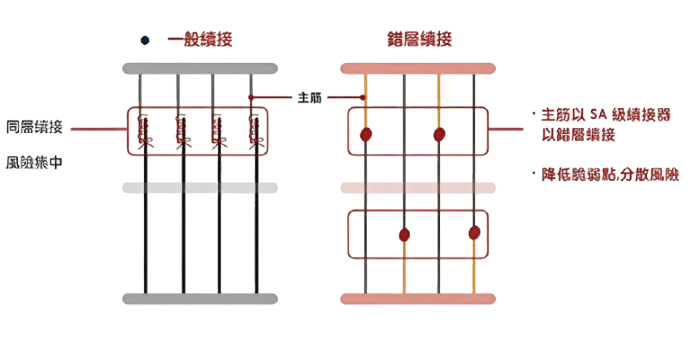 一般續接
錯層續接
主筋
同層續接
風險集中
· 主筋以 SA 級續接器
以錯層續接
· 降低脆弱點,分散風險